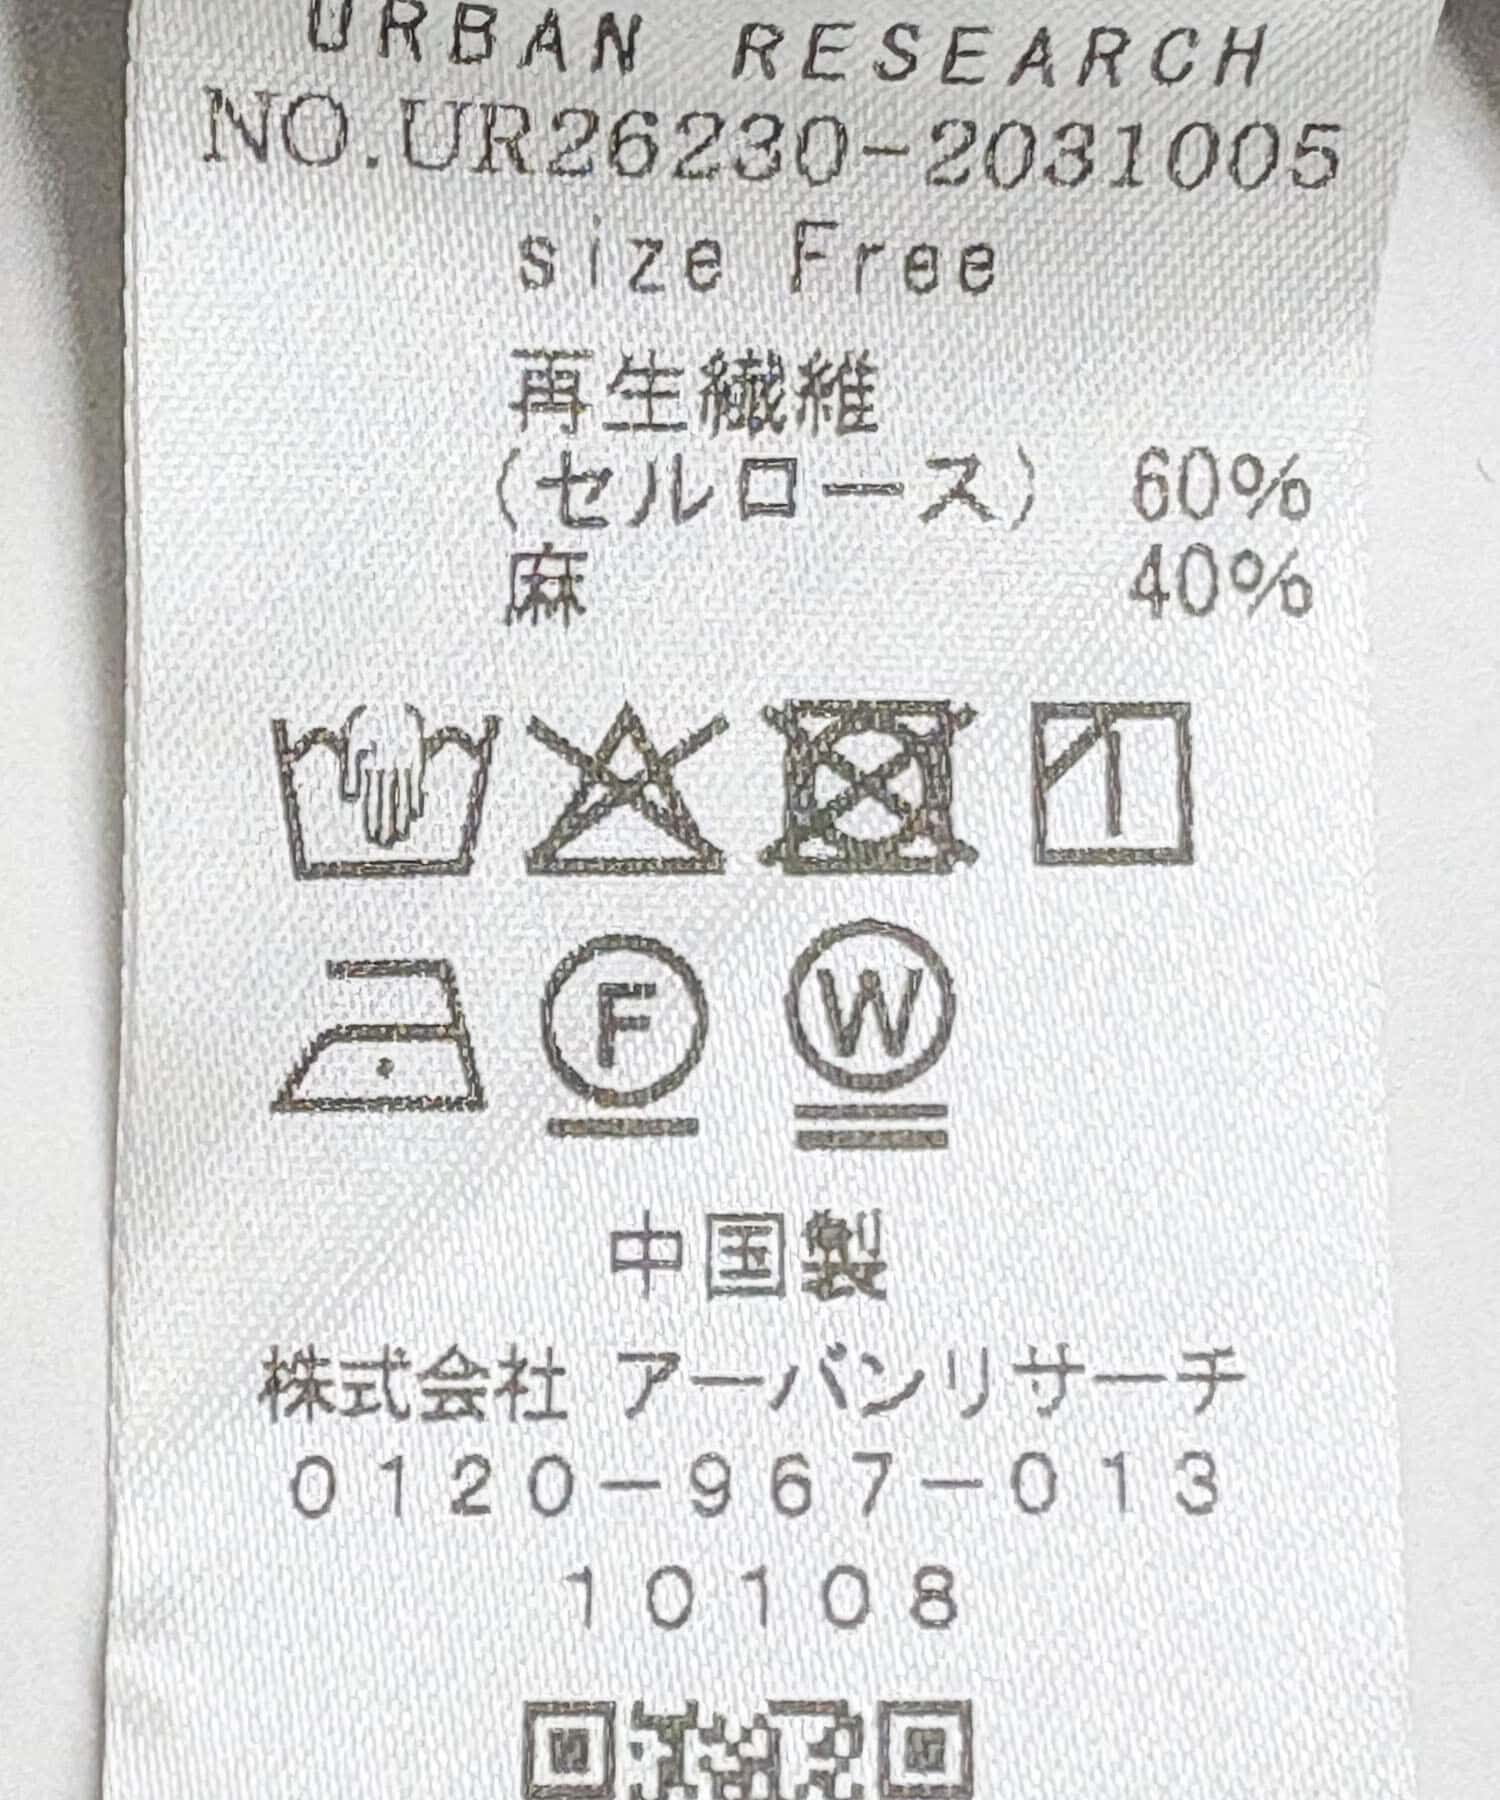 URBAN RESEARCH
NO.UR26230-2031005
size Free
再生繊維
(セルロース) 60%
麻 40%
F
W
中国製
株式会社 アーバンリサーチ
0120-967-013
10108